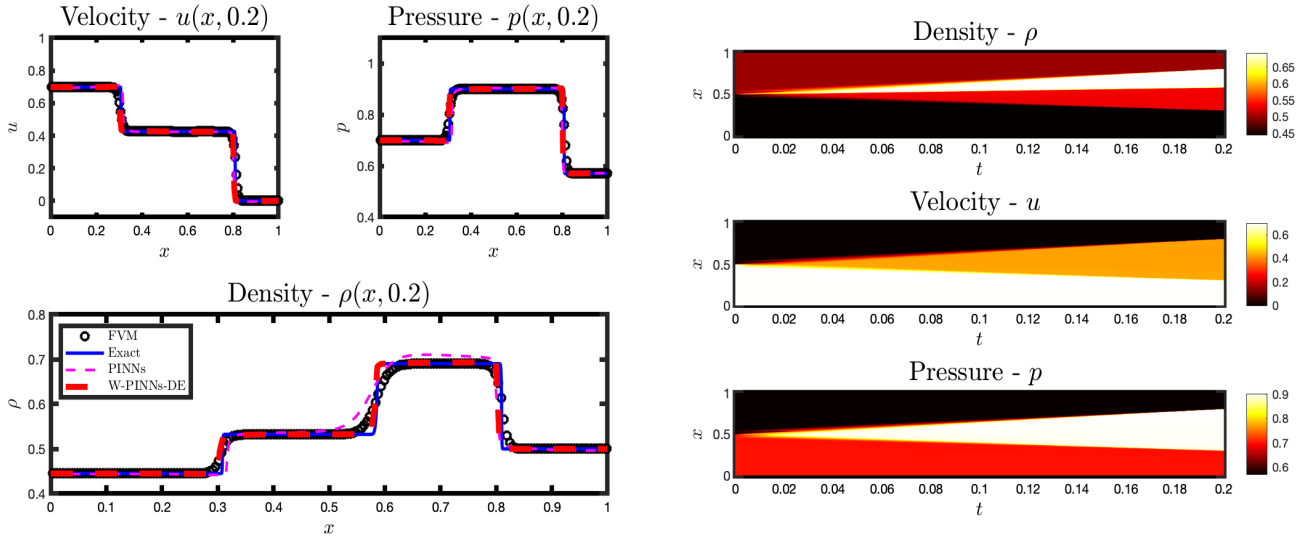 Velocity - u(x, 0.2)
1
0.8
0.6
0.4
0.2
0
u
0 0.2 0.4 0.6 0.8 1
x
Pressure - p(x, 0.2)
1
0.8
0.6
0.4
p
0 0.2 0.4 0.6 0.8 1
x
Density - ρ(x, 0.2)
0.8
0.7
0.6
0.5
0.4
ρ
FVM
Exact
PINNs
W-PINNs-DE
0 0.1 0.2 0.3 0.4 0.5 0.6 0.7 0.8 0.9 1
x
Density - ρ
1
0.5
0
x
0 0.02 0.04 0.06 0.08 0.1 0.12 0.14 0.16 0.18 0.2
t
0.65
0.6
0.55
0.5
0.45
Velocity - u
1
0.5
0
x
0 0.02 0.04 0.06 0.08 0.1 0.12 0.14 0.16 0.18 0.2
t
0.6
0.4
0.2
0
Pressure - p
1
0.5
0
x
0 0.02 0.04 0.06 0.08 0.1 0.12 0.14 0.16 0.18 0.2
t
0.9
0.8
0.7
0.6